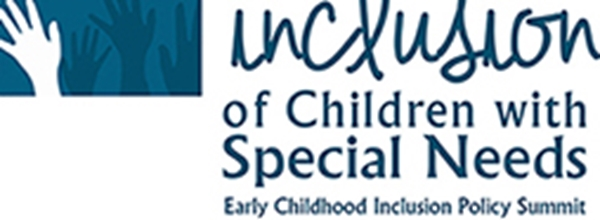 inclusion
of Children with
Special Needs
Early Childhood Inclusion Policy Summit